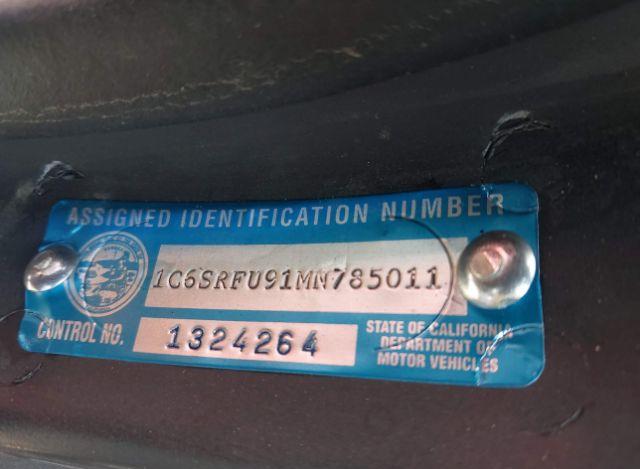 ASSIGNED IDENTIFICATION NUMBER
1C6SRFU91MN785011
CONTROL NO. 1324264
STATE OF CALIFORNIA
DEPARTMENT OF
MOTOR VEHICLES